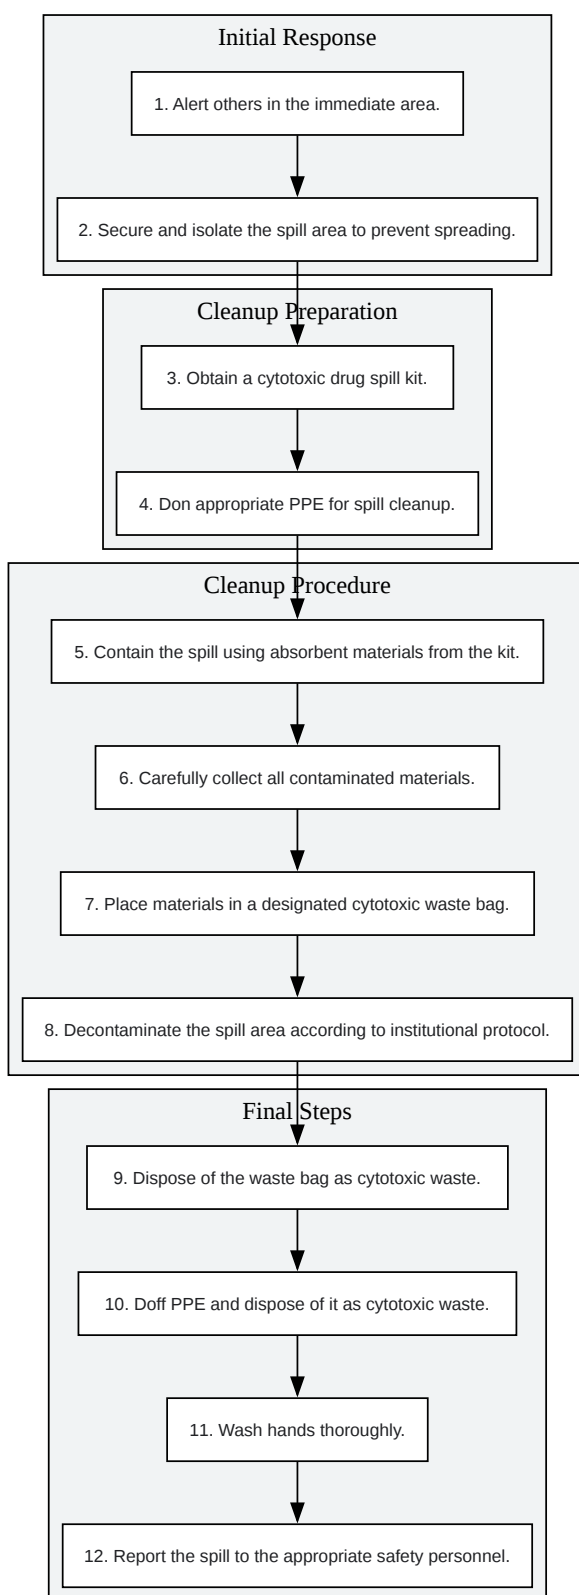 Initial Response
1. Alert others in the immediate area.
2. Secure and isolate the spill area to prevent spreading.
Cleanup Preparation
3. Obtain a cytotoxic drug spill kit.
4. Don appropriate PPE for spill cleanup.
Cleanup Procedure
5. Contain the spill using absorbent materials from the kit.
6. Carefully collect all contaminated materials.
7. Place materials in a designated cytotoxic waste bag.
8. Decontaminate the spill area according to institutional protocol.
Final Steps
9. Dispose of the waste bag as cytotoxic waste.
10. Doff PPE and dispose of it as cytotoxic waste.
11. Wash hands thoroughly.
12. Report the spill to the appropriate safety personnel.